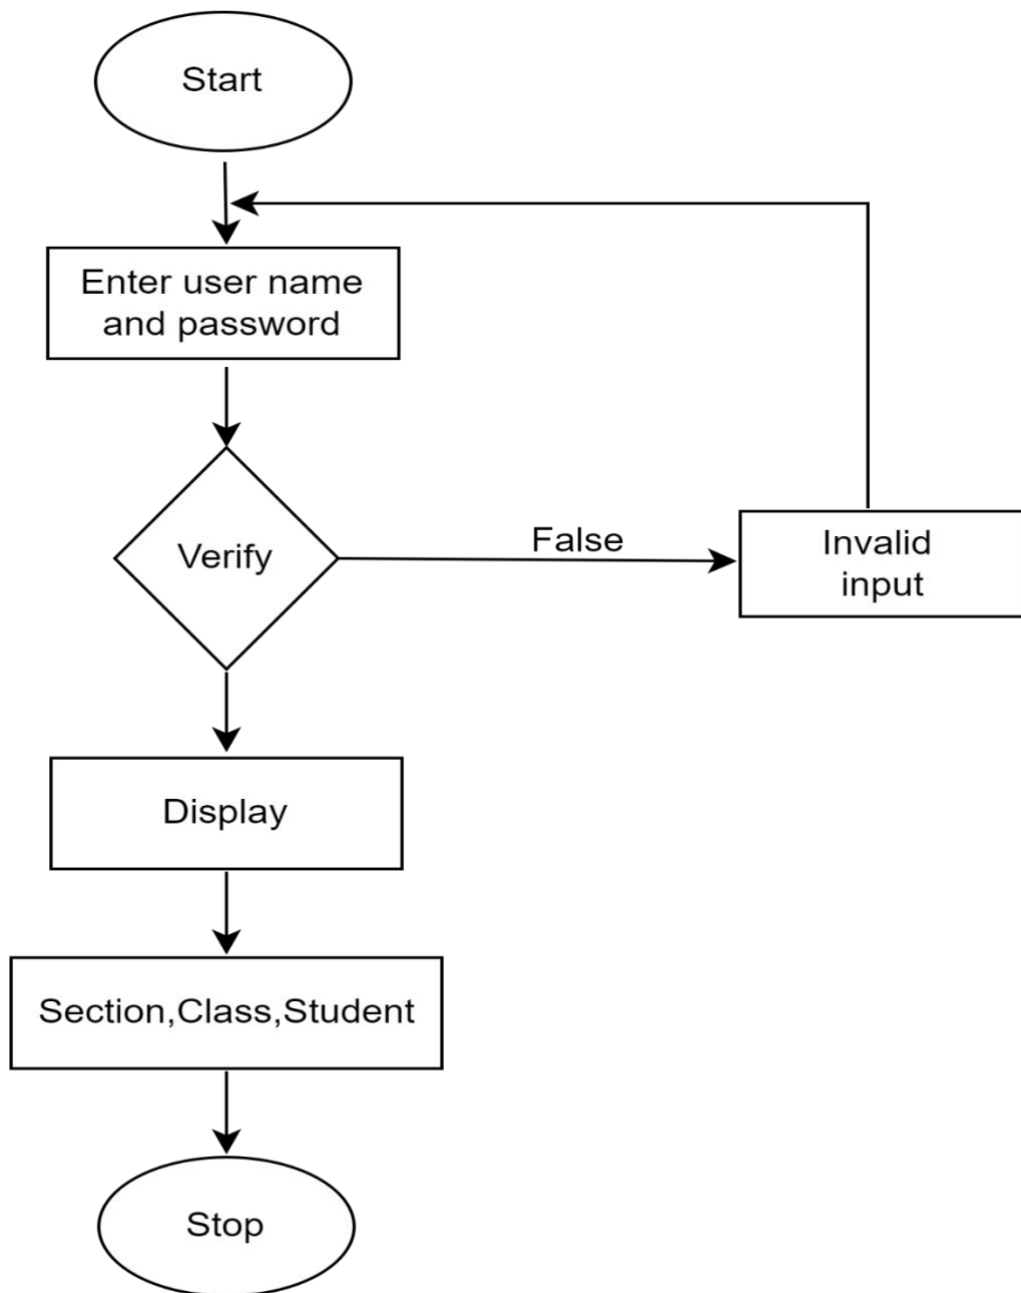 Start
Enter user name
and password
Verify
False
Invalid
input
Display
Section,Class,Student
Stop